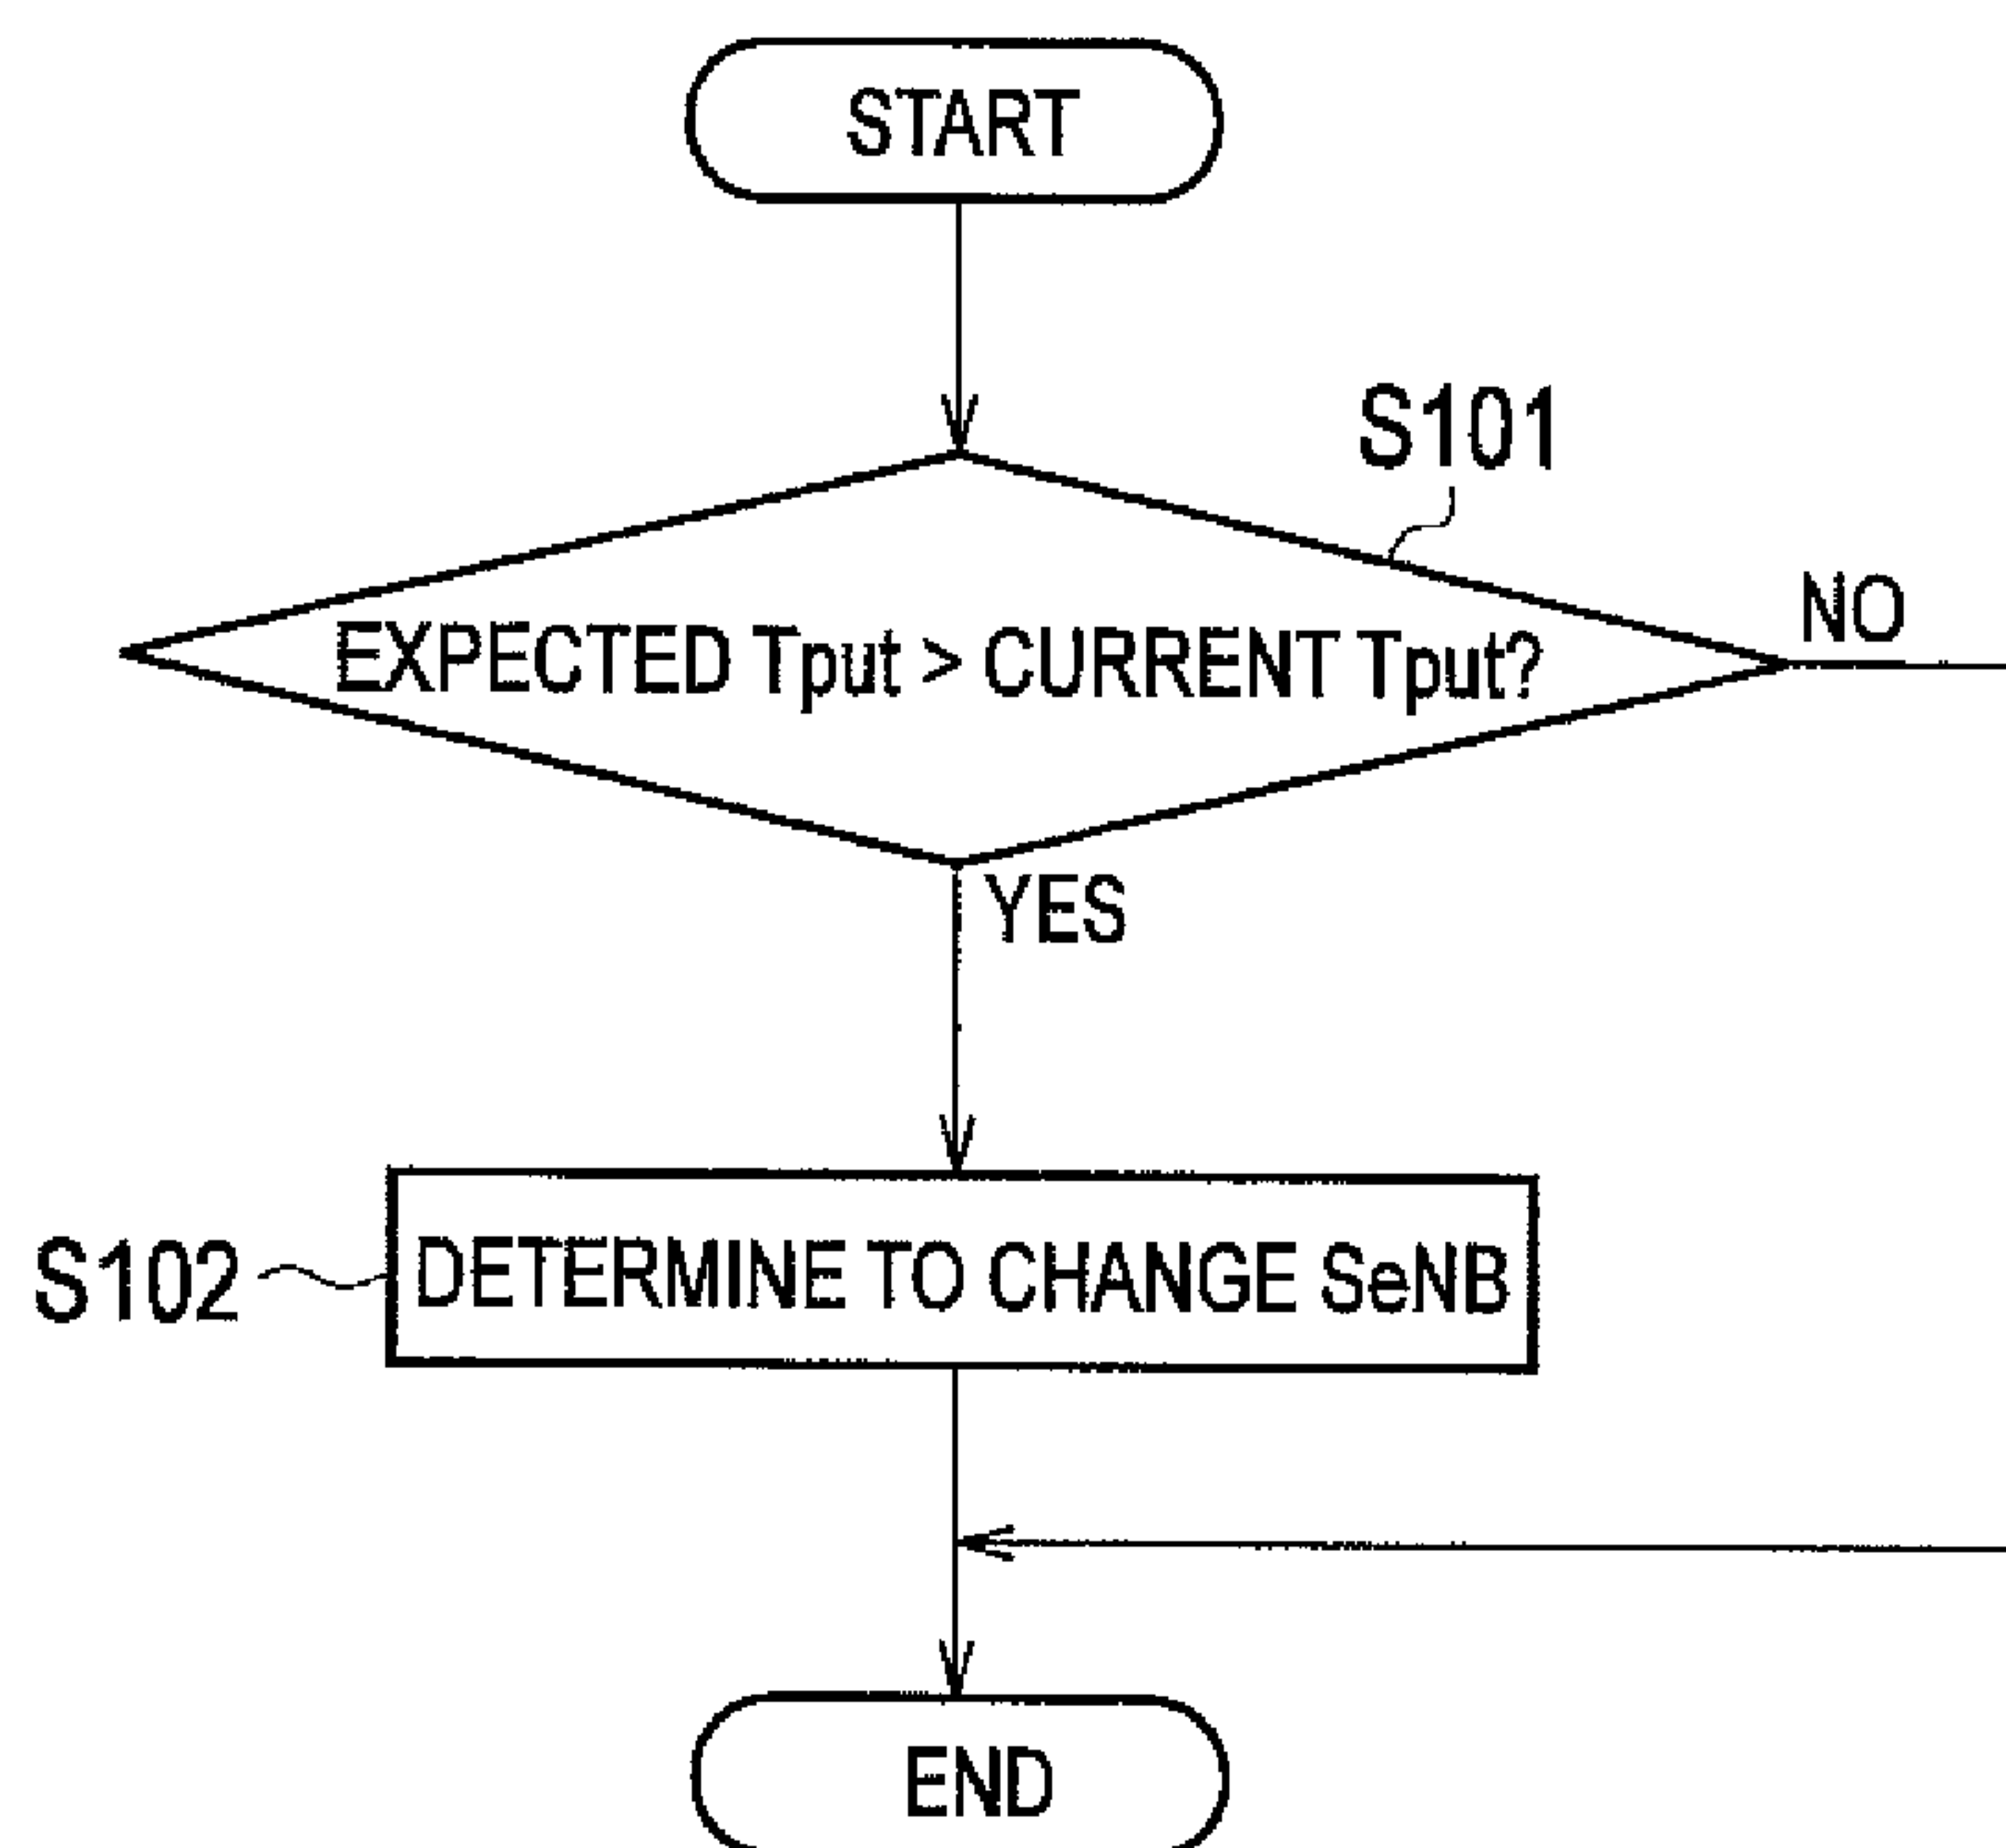 START
S101
EXPECTED Tput > CURRENT Tput?
NO
YES
S102
DETERMINE TO CHANGE SeNB
END